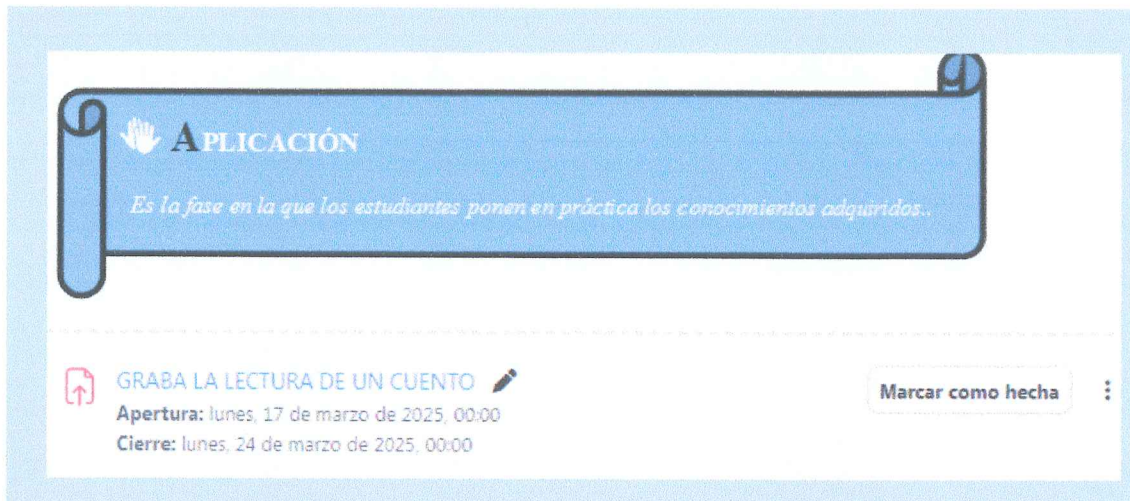 APLICACIÓN
Es la fase en la que los estudiantes ponen en práctica los conocimientos adquiridos..
GRABA LA LECTURA DE UN CUENTO
Marcar como hecha
Apertura: lunes, 17 de marzo de 2025, 00:00
Cierre: lunes, 24 de marzo de 2025, 00:00